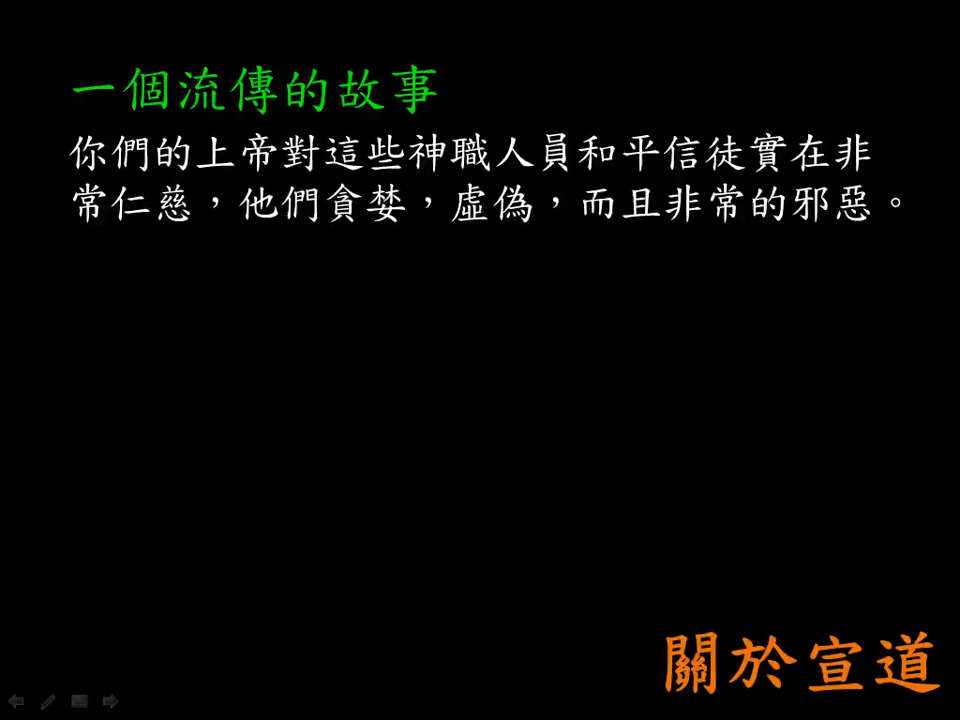 一個流傳的故事
你們的上帝對這些神職人員和平信徒實在非
常仁慈，他們貪婪，虛偽，而且非常的邪惡。
關於宣道